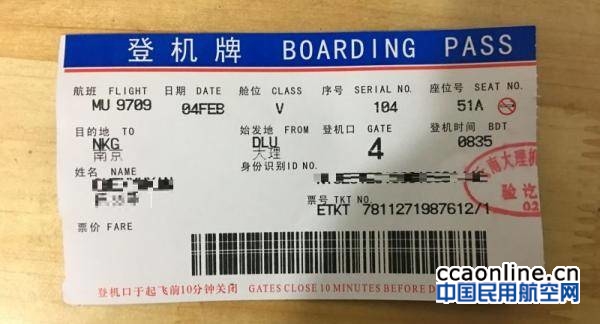 登机牌 BOARDING PASS
航班 FLIGHT 日期 DATE 舱位 CLASS 序号 SERIAL NO. 座位号 SEAT NO.
MU 9709 04FEB V 104 51A
目的地 TO 始发地 FROM 登机口 GATE 登机时间 BDT
NKG DLU 4 0835
南京 大理
姓名 NAME 身份识别ID NO.
南大理机
验讫
02
票号 TKT NO.
ETKT 7811271987612/1
票价 FARE
登机口于起飞前10分钟关闭 GATES CLOSE 10 MINUTES BEFORE
ccaonline.cn
中国民用航空网